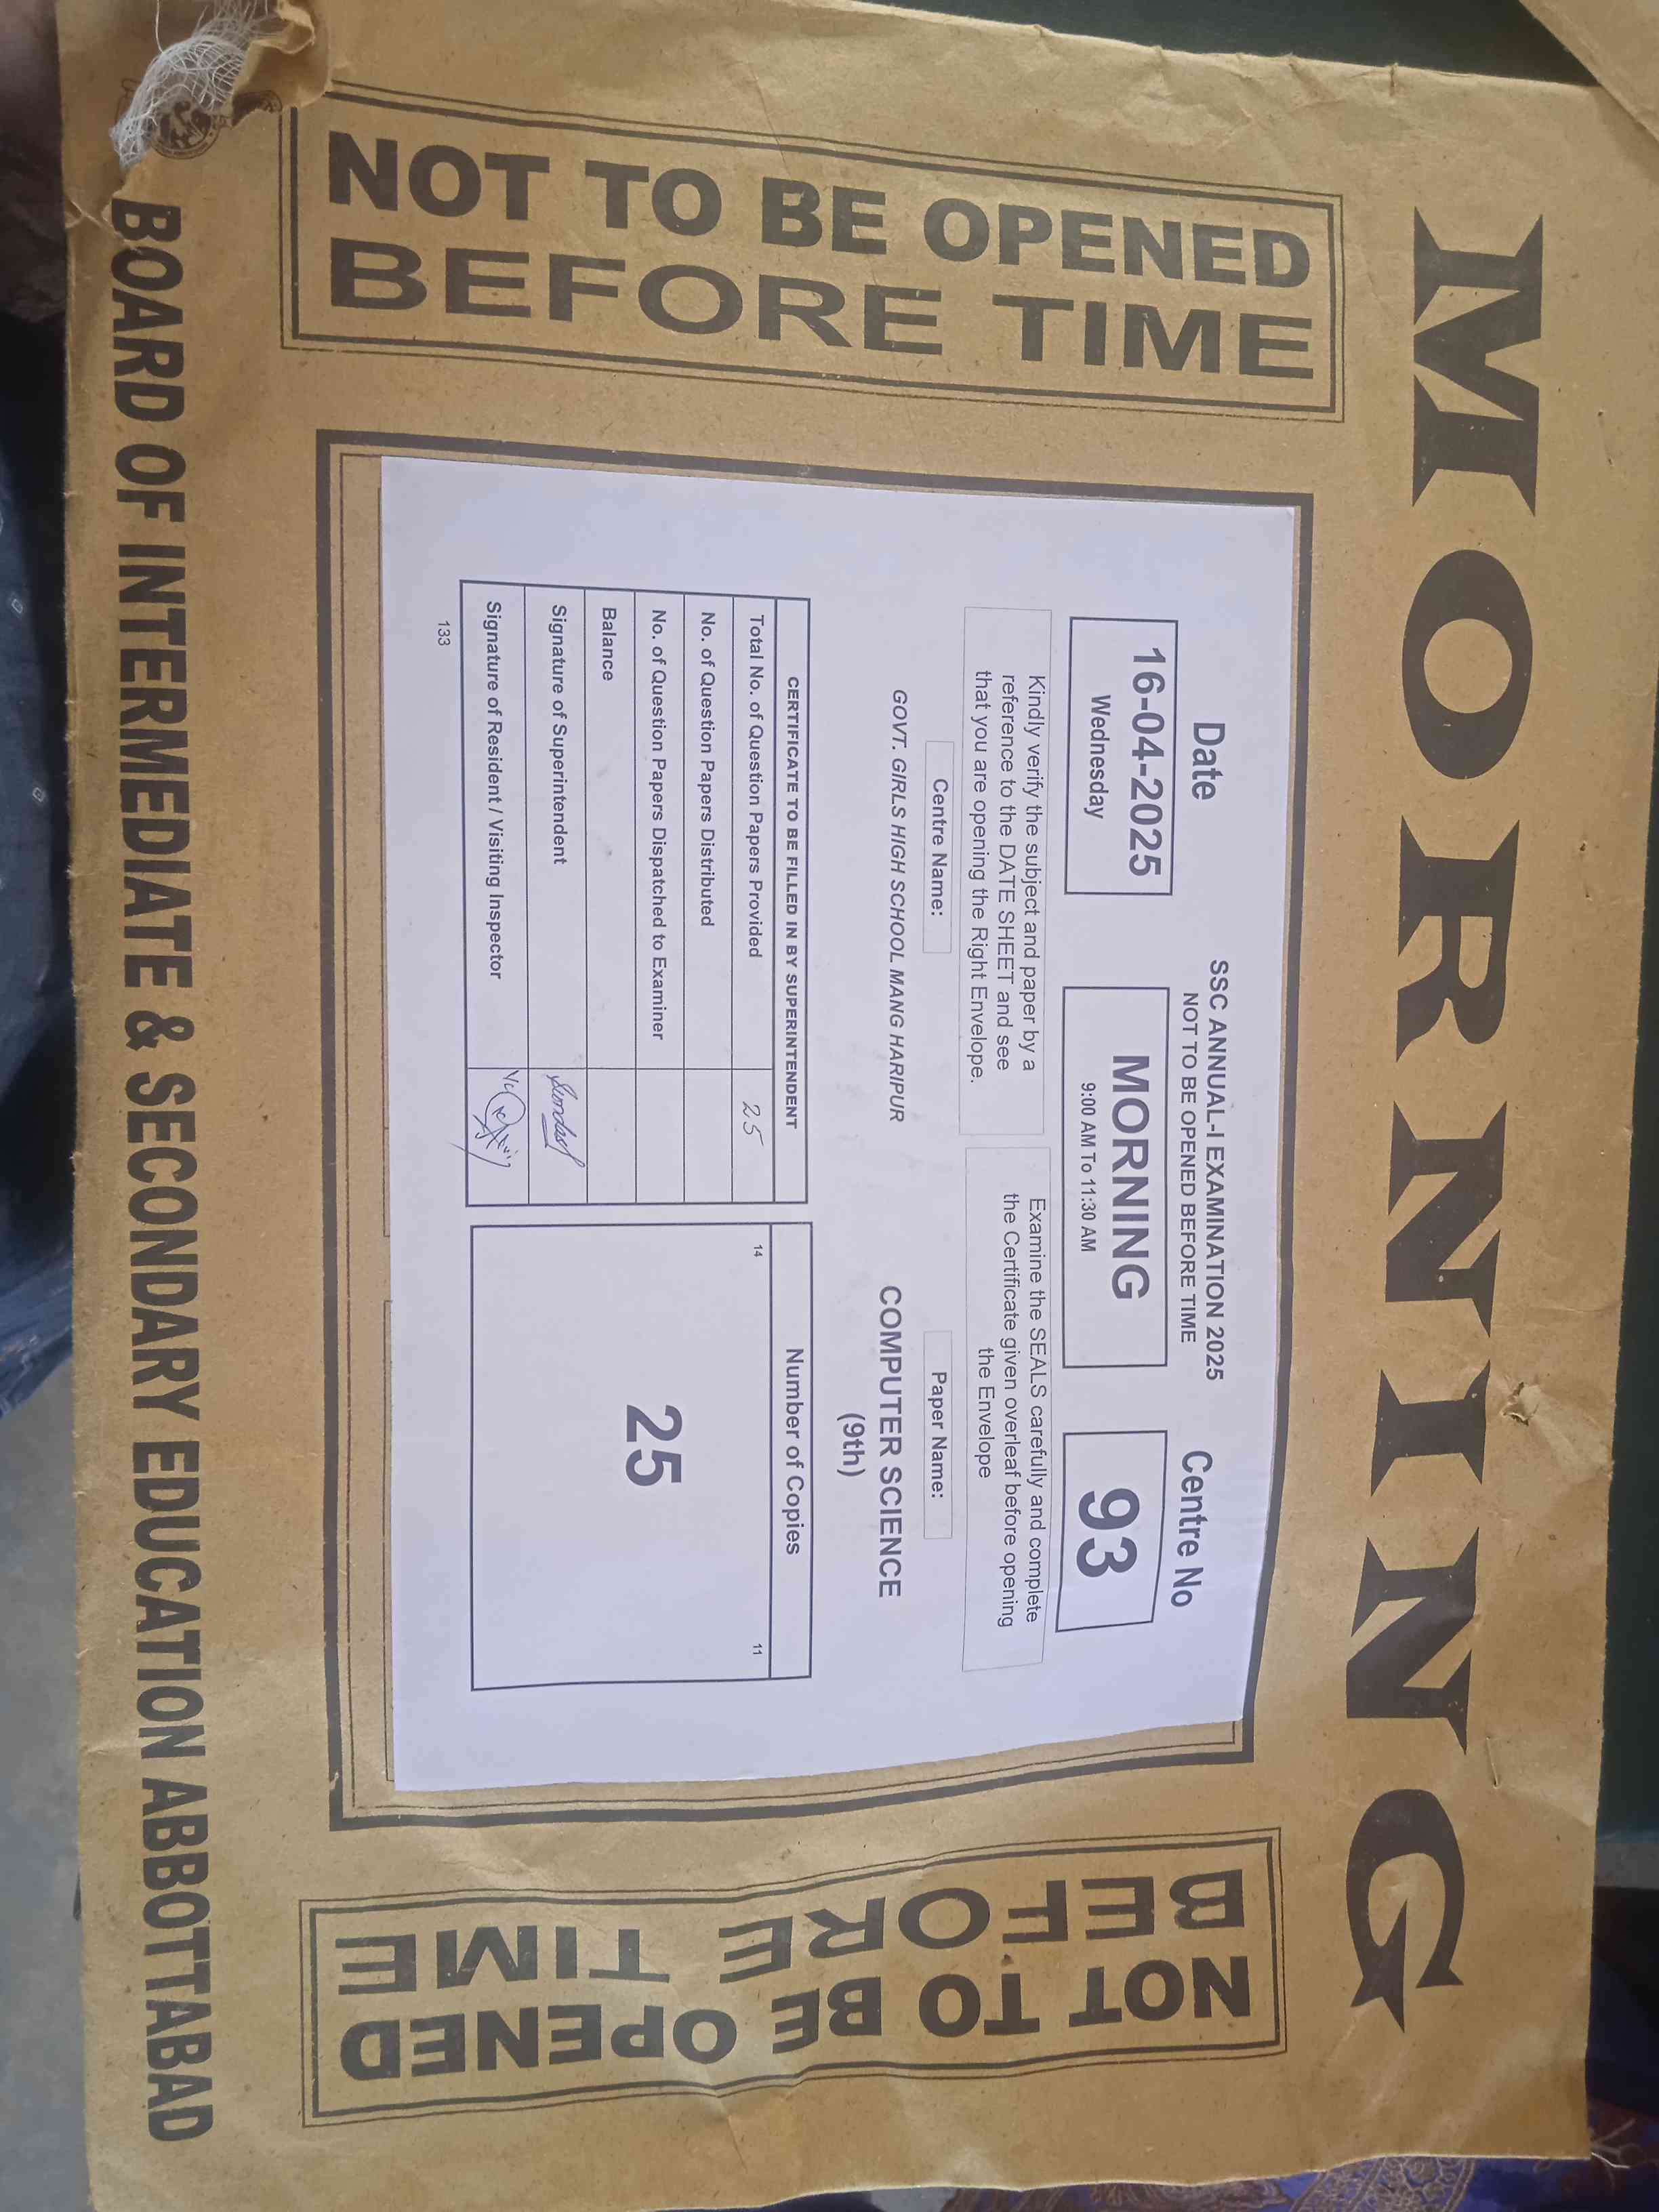 MORNING
NOT TO BE OPENED
BEFORE TIME
Date
SSC ANNUAL-I EXAMINATION 2025
NOT TO BE OPENED BEFORE TIME
Centre No
16-04-2025
Wednesday
MORNING
9:00 AM To 11:30 AM
93
Kindly verify the subject and paper by a
reference to the DATE SHEET and see
that you are opening the Right Envelope.
Examine the SEALS carefully and complete
the Certificate given overleaf before opening
the Envelope
Centre Name:
Paper Name:
GOVT. GIRLS HIGH SCHOOL MANG HARIPUR
COMPUTER SCIENCE
(9th)
CERTIFICATE TO BE FILLED IN BY SUPERINTENDENT
Total No. of Question Papers Provided 25
No. of Question Papers Distributed
No. of Question Papers Dispatched to Examiner
Balance
Signature of Superintendent
Signature of Resident / Visiting Inspector
133
Number of Copies
14 11
25
NOT TO BE OPENED
BEFORE TIME
BOARD OF INTERMEDIATE & SECONDARY EDUCATION ABBOTTABAD